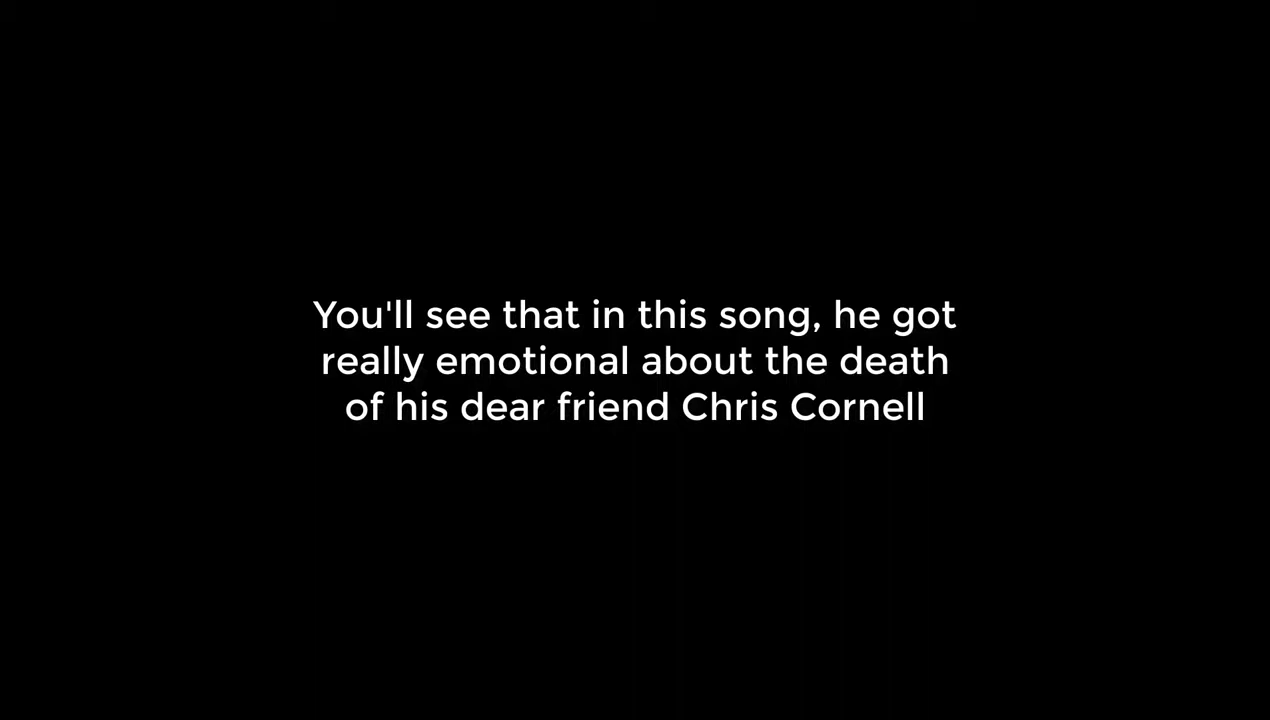 You'll see that in this song, he got
really emotional about the death
of his dear friend Chris Cornell